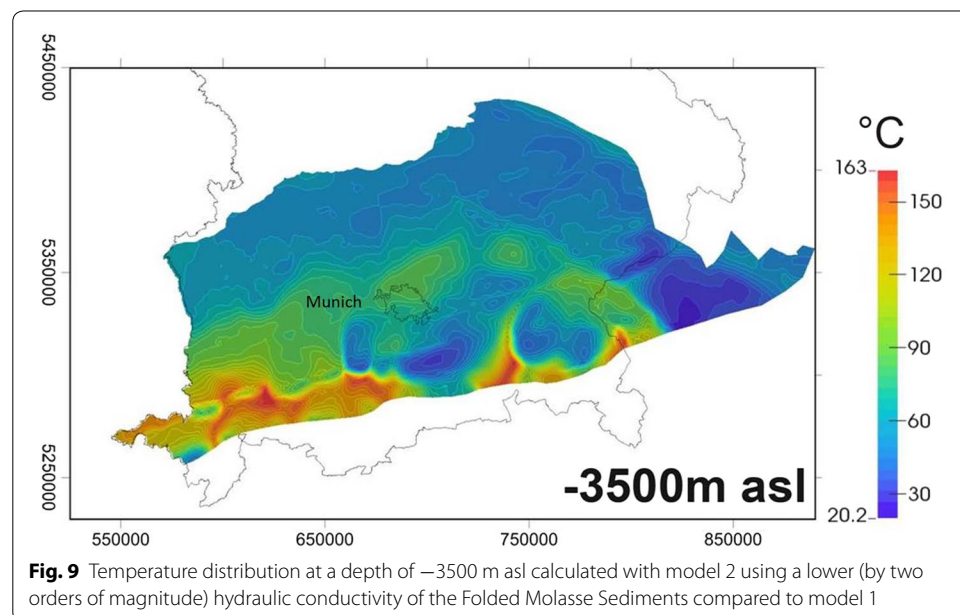 5450000
°C
163
150
120
5350000
Munich
90
60
5250000
-3500m asl
30
20.2
550000 650000 750000 850000
Fig. 9 Temperature distribution at a depth of −3500 m asl calculated with model 2 using a lower (by two
orders of magnitude) hydraulic conductivity of the Folded Molasse Sediments compared to model 1